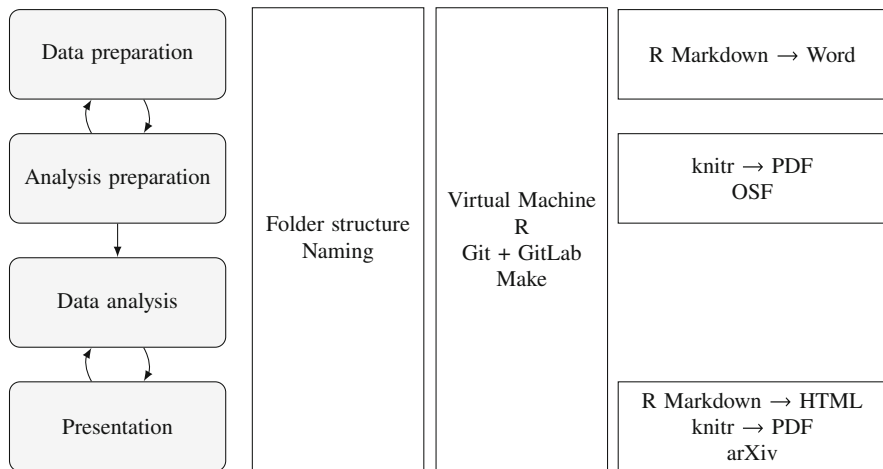 Data preparation
Analysis preparation
Data analysis
Presentation
Folder structure
Naming
Virtual Machine
R
Git + GitLab
Make
R Markdown → Word
knitr → PDF
OSF
R Markdown → HTML
knitr → PDF
arXiv